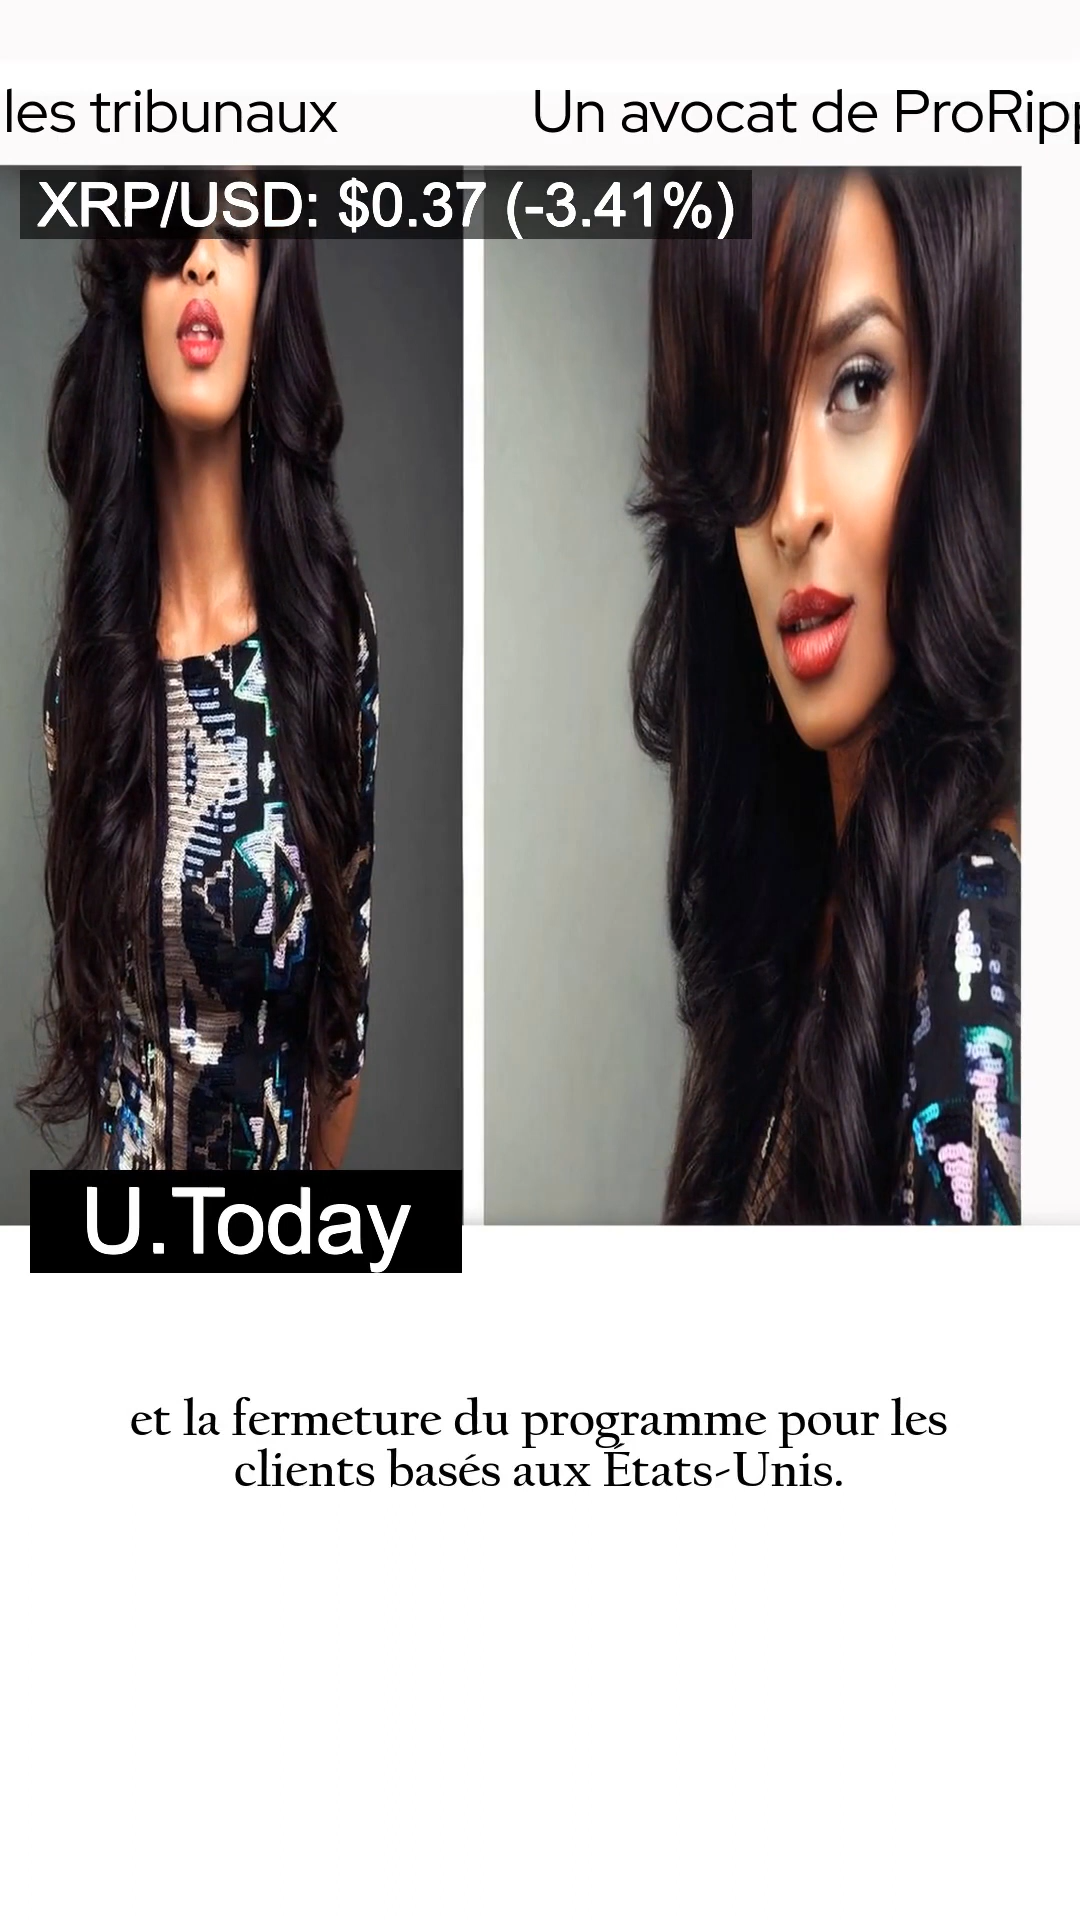 les tribunaux Un avocat de ProRipp
XRP/USD: $0.37 (-3.41%)
U.Today
et la fermeture du programme pour les
clients basés aux États-Unis.